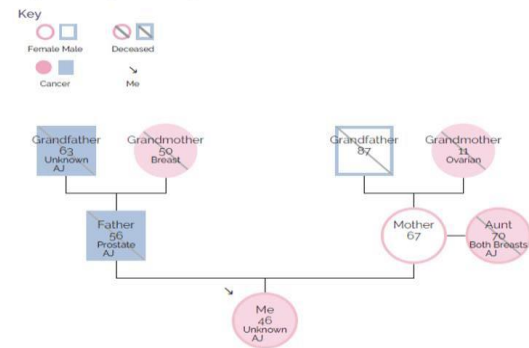 Key
Female Male
Deceased
Cancer
Me
Grandfather
63
Unknown
AJ
Grandmother
50
Breast
Grandfather
87
Grandmother
11
Ovarian
Father
56
Prostate
AJ
Mother
67
Aunt
70
Both Breasts
AJ
Me
46
Unknown
AJ